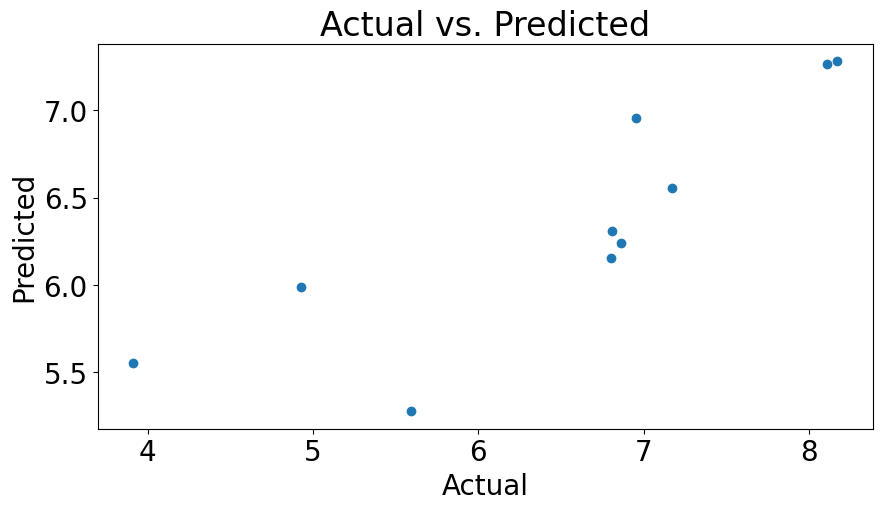 Actual vs. Predicted
Predicted
7.0
6.5
6.0
5.5
4 5 6 7 8
Actual